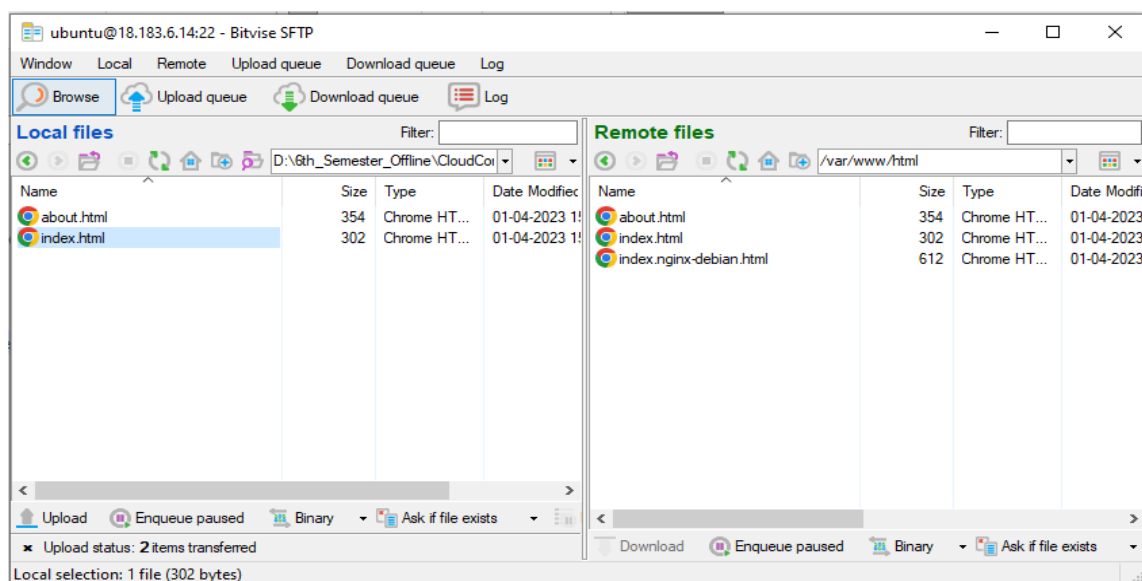 ubuntu@18.183.6.14:22 - Bitvise SFTP
Window Local Remote Upload queue Download queue Log
Browse Upload queue Download queue Log
Local files Filter:
D:\6th_Semester_Offline\CloudCo
Name Size Type Date Modified
about.html 354 Chrome HT... 01-04-2023 15
index.html 302 Chrome HT... 01-04-2023 15
Upload Enqueue paused Binary Ask if file exists
Upload status: 2 items transferred
Local selection: 1 file (302 bytes)
Remote files Filter:
/var/www/html
Name Size Type Date Modifi
about.html 354 Chrome HT... 01-04-2023
index.html 302 Chrome HT... 01-04-2023
index.nginx-debian.html 612 Chrome HT... 01-04-2023
Download Enqueue paused Binary Ask if file exists